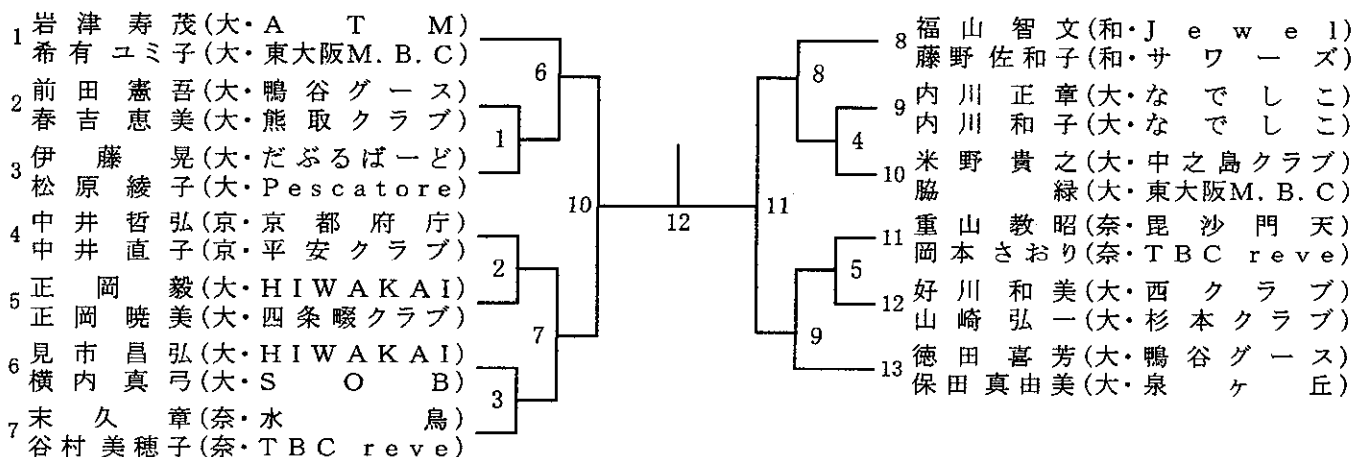 1 岩津寿茂(大・ATM)
希有ユミ子(大・東大阪M.B.C)
2 前田憲吾(大・鴨谷グース)
春吉恵美(大・熊取クラブ)
3 伊藤晃(大・だぶるばーど)
松原綾子(大・Pescatore)
4 中井哲弘(京・京都府庁)
中井直子(京・平安クラブ)
5 正岡毅(大・HIWAKAI)
正岡暁美(大・四条畷クラブ)
6 見市昌弘(大・HIWAKAI)
横内真弓(大・SOB)
7 末久章(奈・水鳥)
谷村美穂子(奈・TBC reve)
6
1
10
2
7
3
12
11
8
4
5
9
8 福山智文(和・Jewel)
藤野佐和子(和・サワーズ)
9 内川正章(大・なでしこ)
内川和子(大・なでしこ)
10 米野貴之(大・中之島クラブ)
脇緑(大・東大阪M.B.C)
11 重山教昭(奈・毘沙門天)
岡本さおり(奈・TBC reve)
12 好川和美(大・西クラブ)
山崎弘一(大・杉本クラブ)
13 徳田喜芳(大・鴨谷グース)
保田真由美(大・泉ヶ丘)